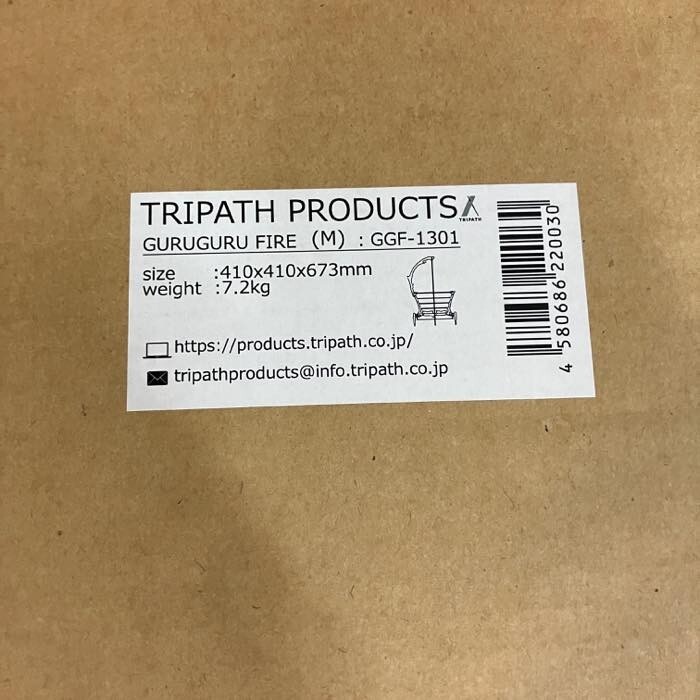 TRIPATH PRODUCTS
TRIPATH
GURUGURU FIRE (M) : GGF-1301
size :410x410x673mm
weight :7.2kg
https://products.tripath.co.jp/
tripathproducts@info.tripath.co.jp
4 580686 220030